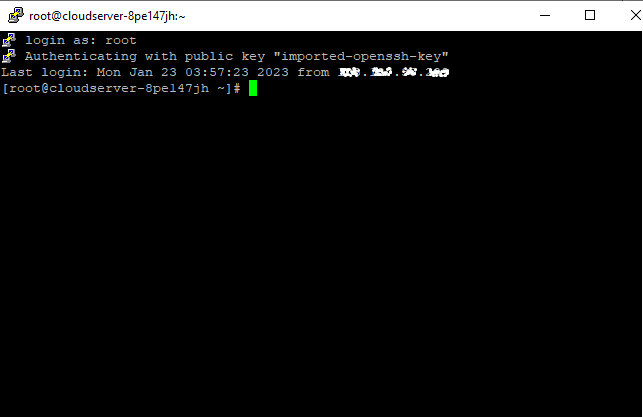 root@cloudserver-8pe147jh:~
login as: root
Authenticating with public key "imported-openssh-key"
Last login: Mon Jan 23 03:57:23 2023 from
[root@cloudserver-8pe147jh ~]#